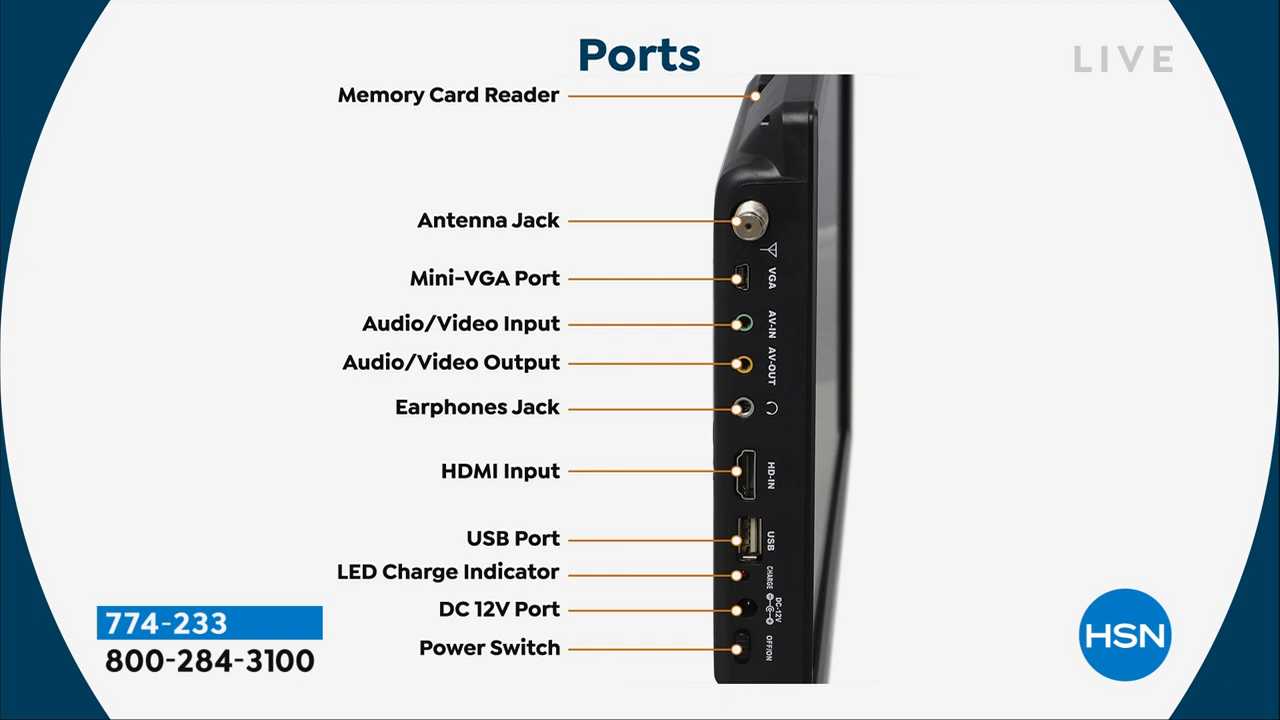 Ports
LIVE
Memory Card Reader
Antenna Jack
Mini-VGA Port
VGA
Audio/Video Input
AV-IN
Audio/Video Output
AV-OUT
Earphones Jack
HDMI Input
HD-IN
USB Port
USB
LED Charge Indicator
CHARGE
DC 12V Port
DC-12V
Power Switch
OFF/ON
774-233
800-284-3100
HSN